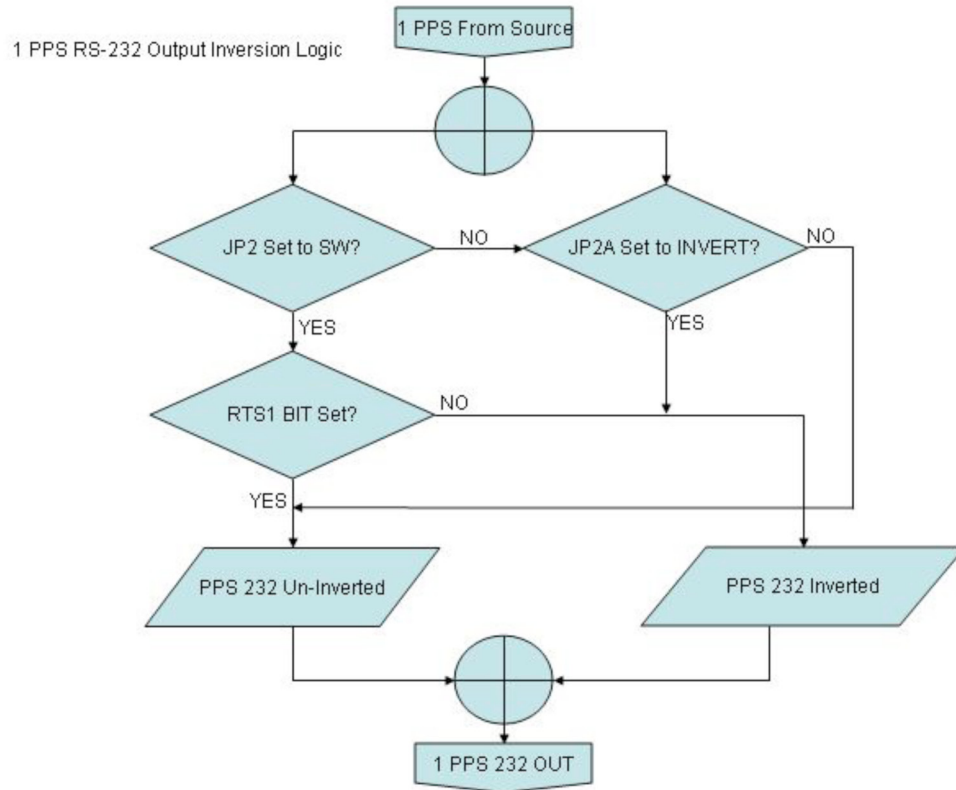 1 PPS From Source
1 PPS RS-232 Output Inversion Logic
JP2 Set to SW?
NO
JP2A Set to INVERT?
NO
YES
YES
RTS1 BIT Set?
NO
YES
PPS 232 Un-Inverted
PPS 232 Inverted
1 PPS 232 OUT